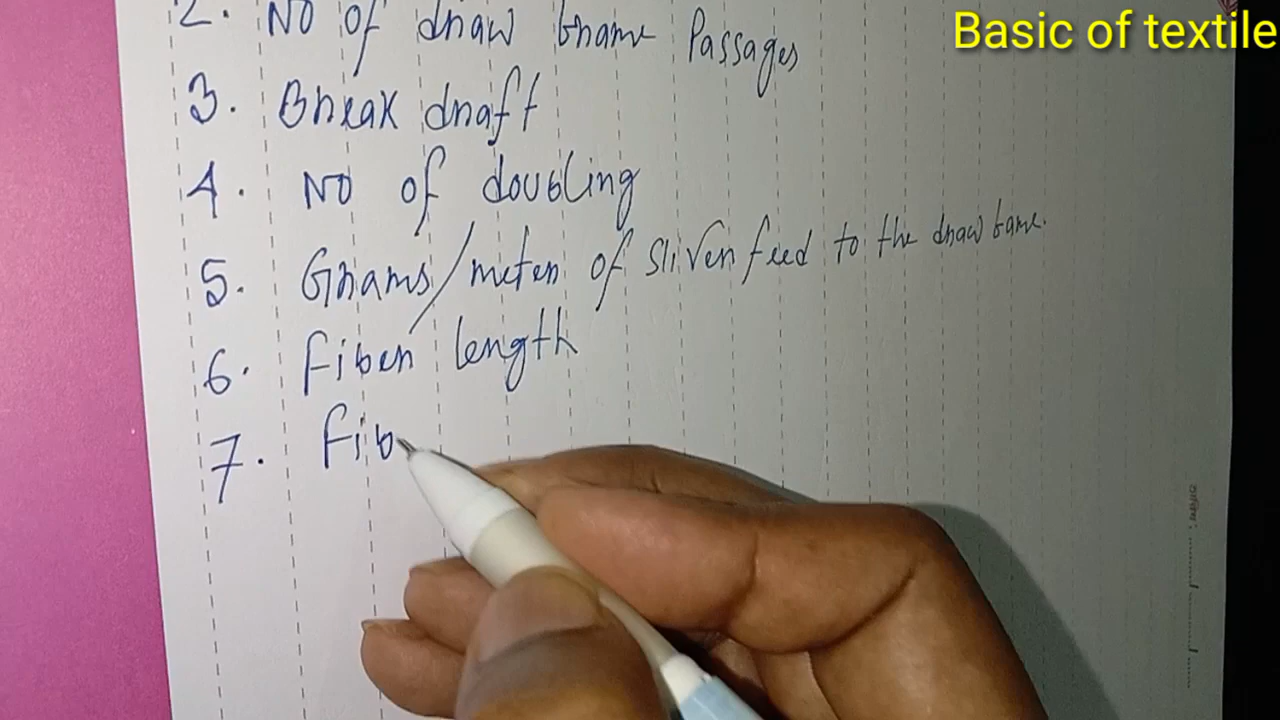 Basic of textile
2. No of draw frame Passages
3. Break draft
4. No of doubling
5. Grams/meter of sliver feed to the draw frame.
6. Fiber length
7. Fib